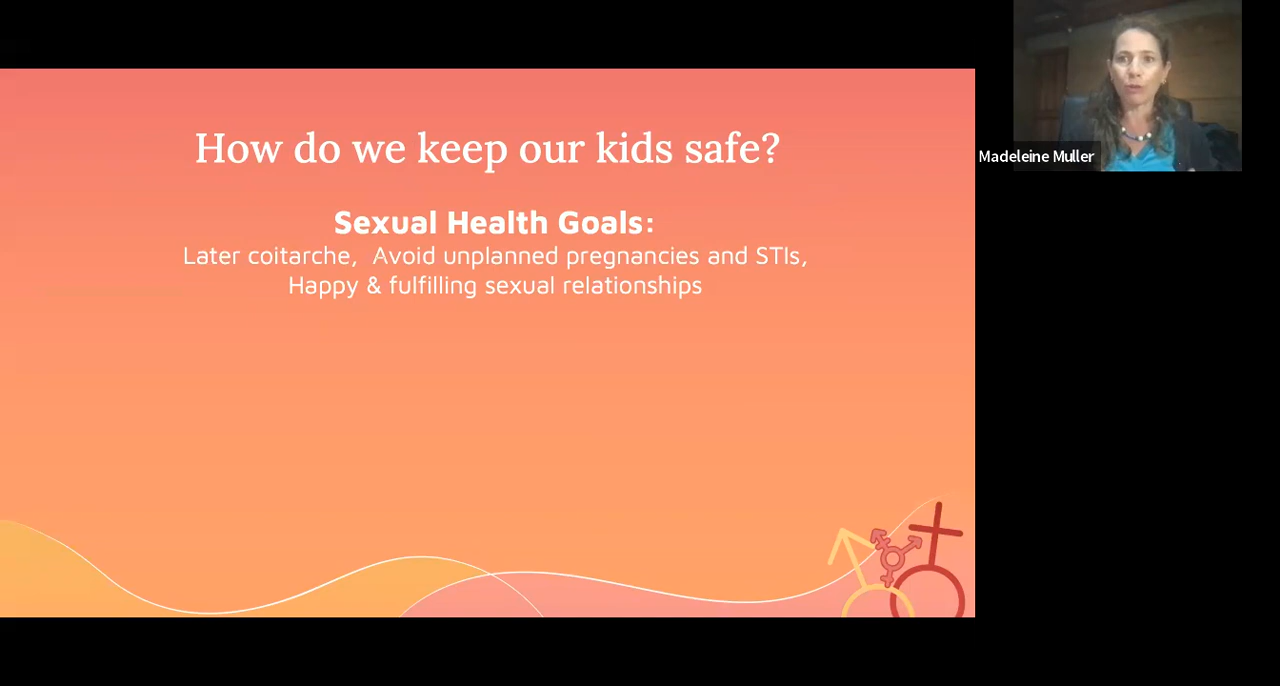 How do we keep our kids safe?
Sexual Health Goals:
Later coitarche,  Avoid unplanned pregnancies and STIs,
Happy & fulfilling sexual relationships
Madeleine Muller